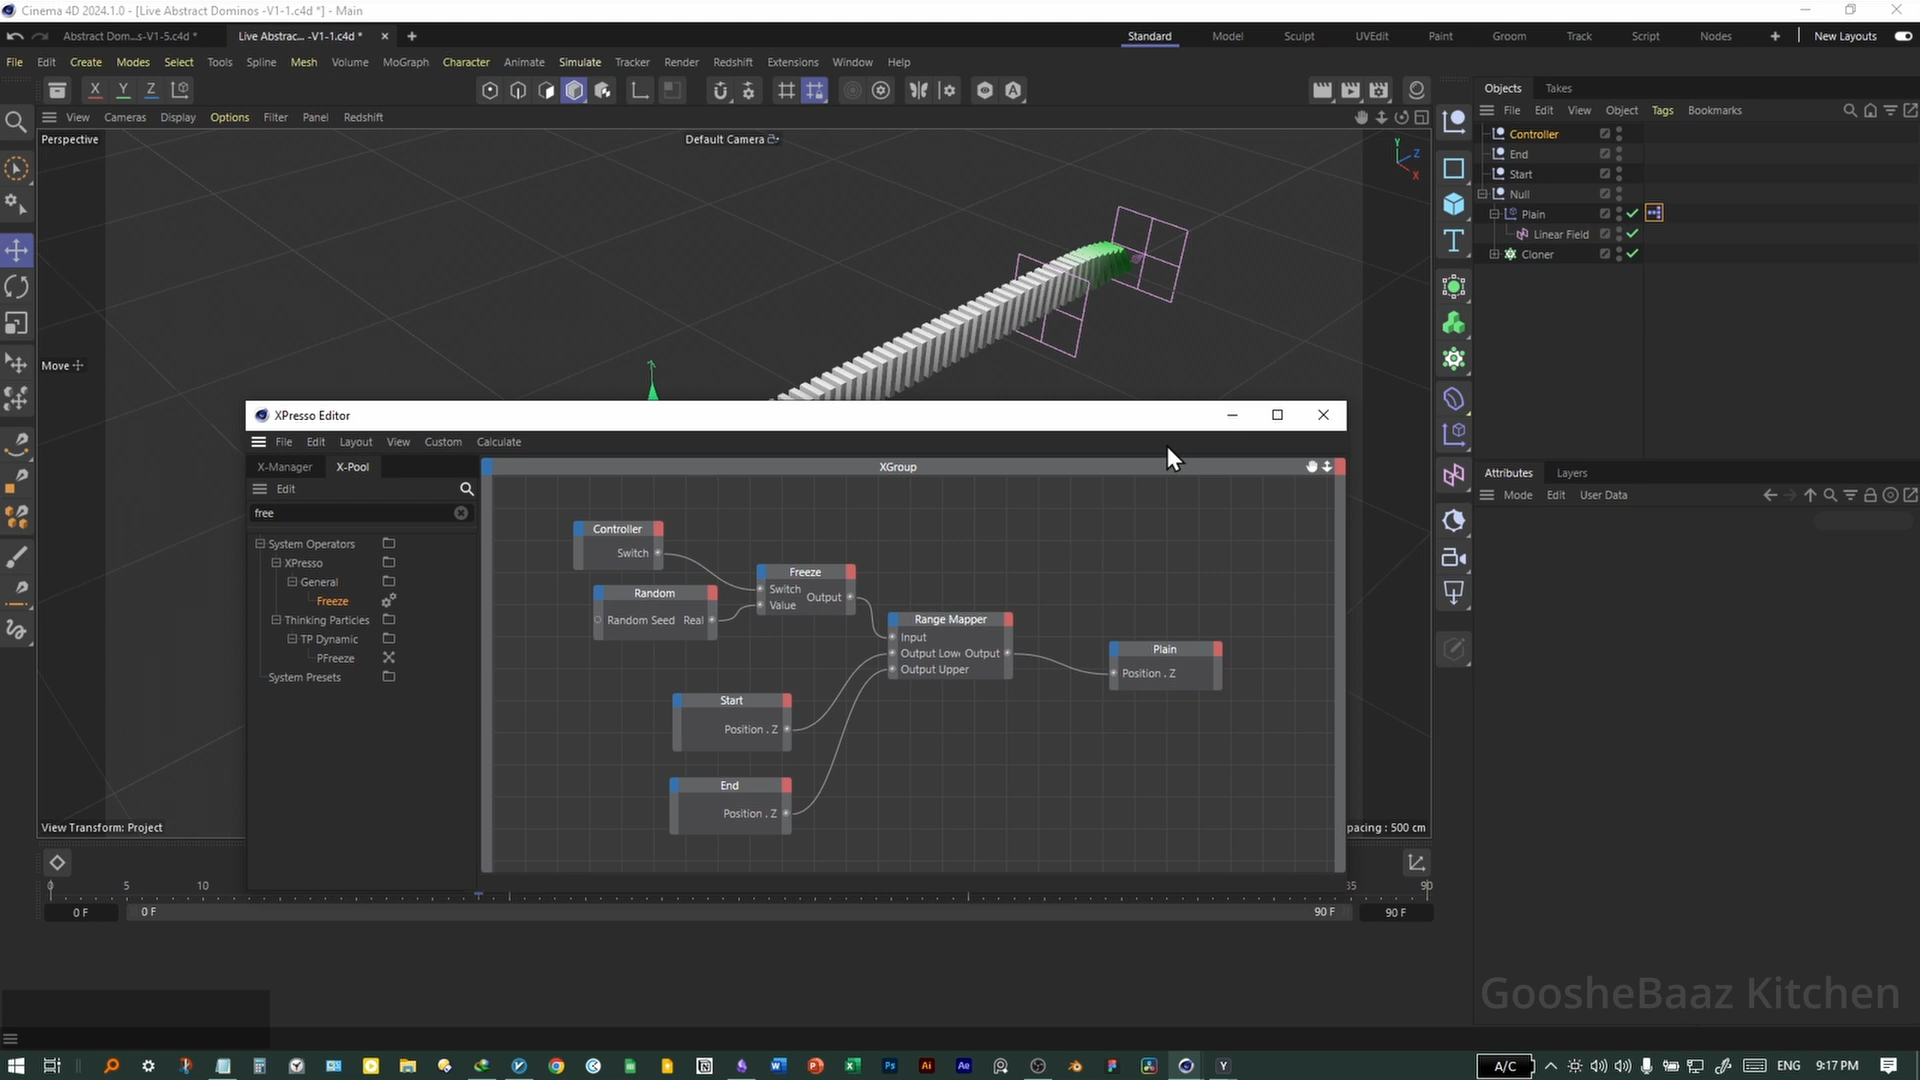 Cinema 4D 2024.1.0 - [Live Abstract Dominos -V1-1.c4d *] - Main
Abstract Dom...s-V1-5.c4d *
Live Abstrac... -V1-1.c4d *
Standard
Model
Sculpt
UVEdit
Paint
Groom
Track
Script
Nodes
New Layouts
File Edit Create Modes Select Tools Spline Mesh Volume MoGraph Character Animate Simulate Tracker Render Redshift Extensions Window Help
X Y Z
Objects Takes
View Cameras Display Options Filter Panel Redshift
File Edit View Object Tags Bookmarks
Perspective
Default Camera
Y
Z
X
Controller
End
Start
Null
Plain
Linear Field
Cloner
Move
XPresso Editor
File Edit Layout View Custom Calculate
X-Manager X-Pool
XGroup
Edit
free
System Operators
XPresso
General
Freeze
Thinking Particles
TP Dynamic
PFreeze
System Presets
Controller
Switch
Random
Random Seed Real
Freeze
Switch
Value
Output
Range Mapper
Input
Output Lowe Output
Output Upper
Plain
Position . Z
Start
Position . Z
End
Position . Z
Attributes Layers
Mode Edit User Data
View Transform: Project
pacing : 500 cm
0 5 10 85 90
0 F
0 F
90 F
90 F
GoosheBaaz Kitchen
A/C
ENG
9:17 PM